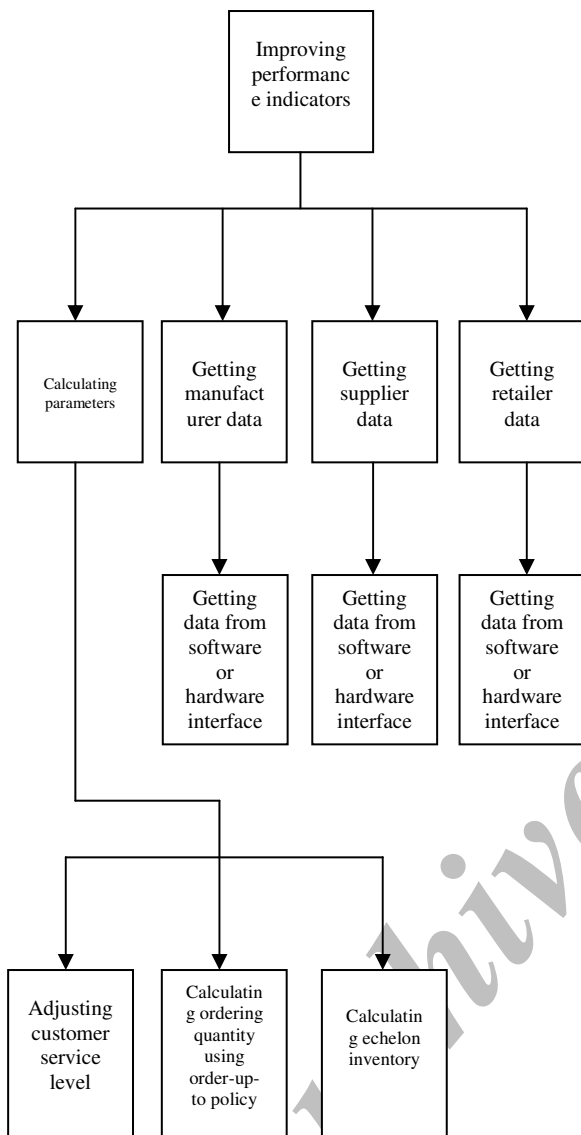 Improving
performanc
e indicators
Calculating
parameters
Getting
manufact
urer data
Getting
supplier
data
Getting
retailer
data
Getting
data from
software
or
hardware
interface
Getting
data from
software
or
hardware
interface
Getting
data from
software
or
hardware
interface
Adjusting
customer
service
level
Calculatin
g ordering
quantity
using
order-up-
to policy
Calculatin
g echelon
inventory